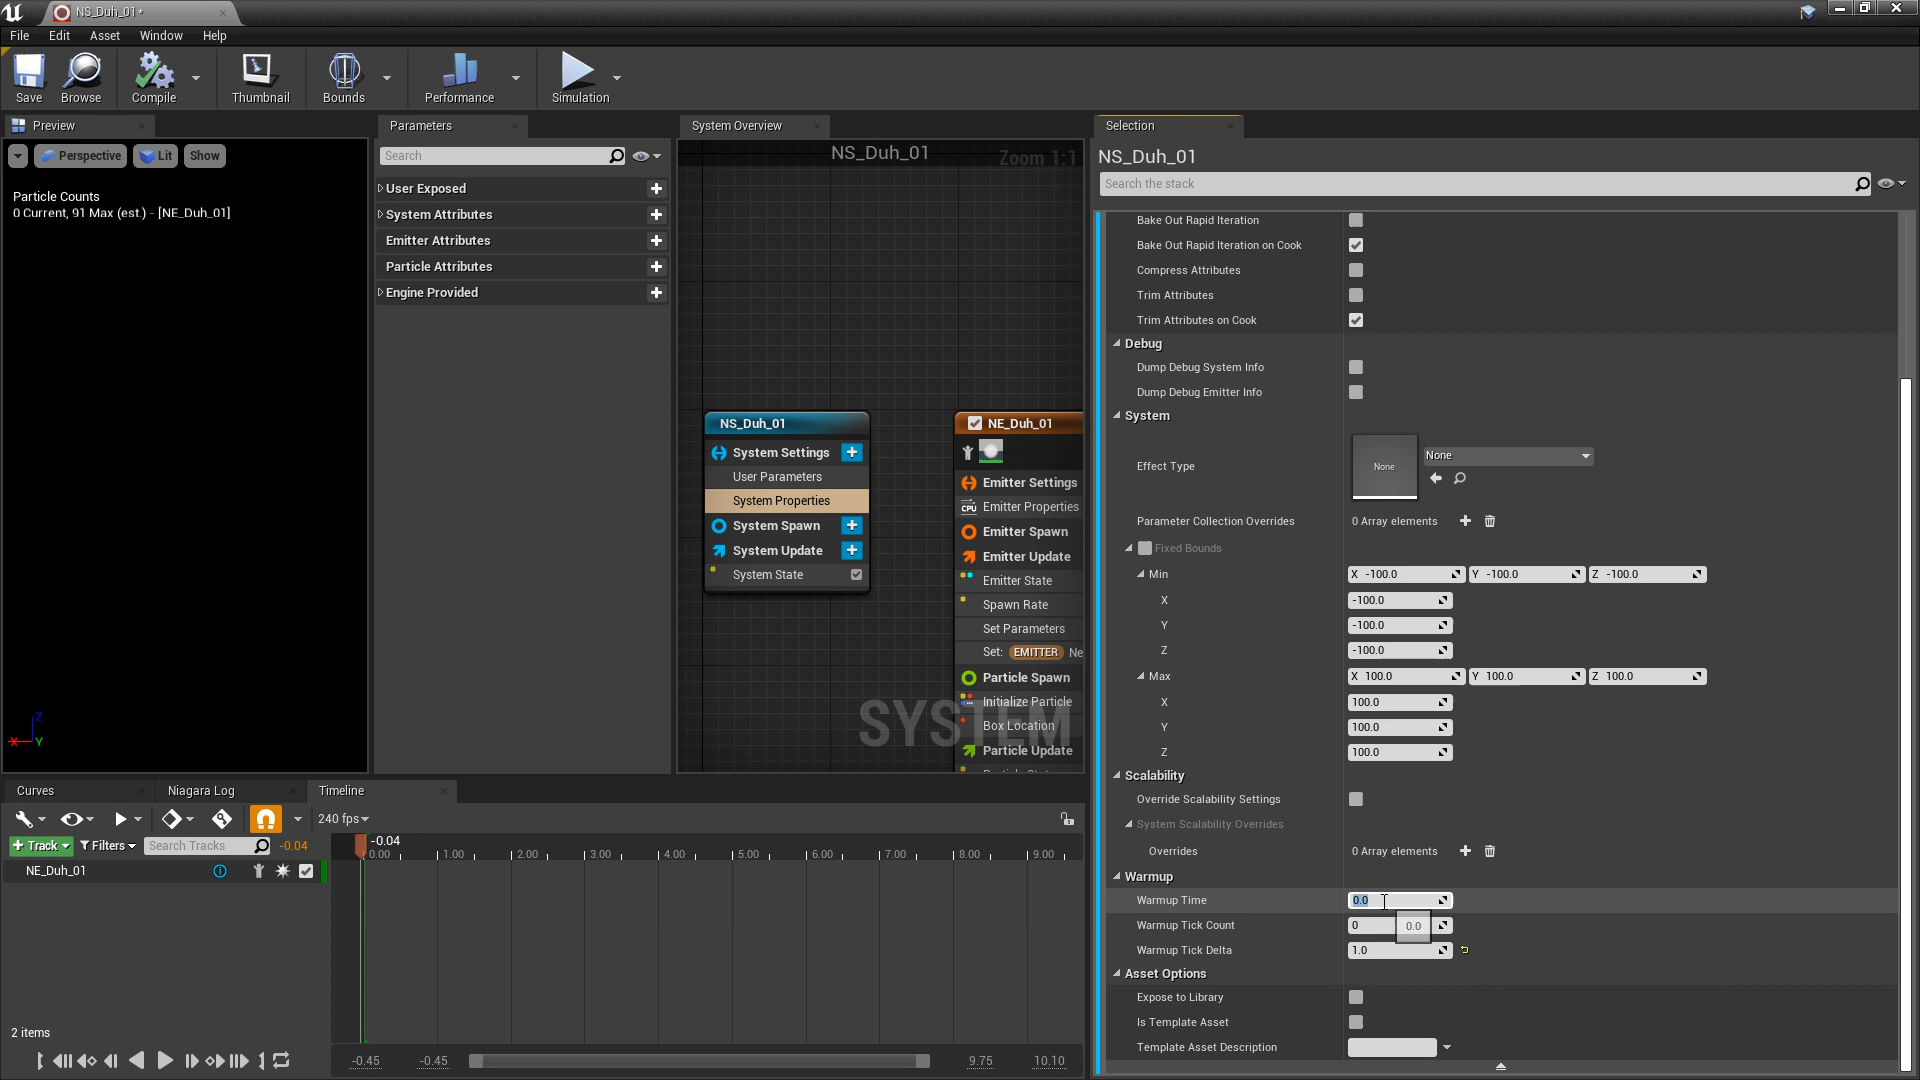 NS_Duh_01*
File Edit Asset Window Help
Save Browse Compile Thumbnail Bounds Performance Simulation
Preview
Perspective Lit Show
Particle Counts
0 Current, 91 Max (est.) - [NE_Duh_01]
Z
X Y
Parameters
Search
User Exposed
System Attributes
Emitter Attributes
Particle Attributes
Engine Provided
System Overview
NS_Duh_01
Zoom 1:1
NS_Duh_01
System Settings
User Parameters
System Properties
System Spawn
System Update
System State
NE_Duh_01
Emitter Settings
CPU Emitter Properties
Emitter Spawn
Emitter Update
Emitter State
Spawn Rate
Set Parameters
Set: EMITTER Ne
Particle Spawn
Initialize Particle
Box Location
Particle Update
SYSTEM
Selection
NS_Duh_01
Search the stack
Bake Out Rapid Iteration
Bake Out Rapid Iteration on Cook
Compress Attributes
Trim Attributes
Trim Attributes on Cook
Debug
Dump Debug System Info
Dump Debug Emitter Info
System
Effect Type None None
Parameter Collection Overrides 0 Array elements
Fixed Bounds
Min X -100.0 Y -100.0 Z -100.0
X -100.0
Y -100.0
Z -100.0
Max X 100.0 Y 100.0 Z 100.0
X 100.0
Y 100.0
Z 100.0
Scalability
Override Scalability Settings
System Scalability Overrides
Overrides 0 Array elements
Warmup
Warmup Time 0.0
Warmup Tick Count 0 0.0
Warmup Tick Delta 1.0
Asset Options
Expose to Library
Is Template Asset
Template Asset Description
Curves Niagara Log Timeline
240 fps
Track Filters Search Tracks -0.04
-0.04
0.00 1.00 2.00 3.00 4.00 5.00 6.00 7.00 8.00 9.00
NE_Duh_01
2 items
-0.45 -0.45 9.75 10.10